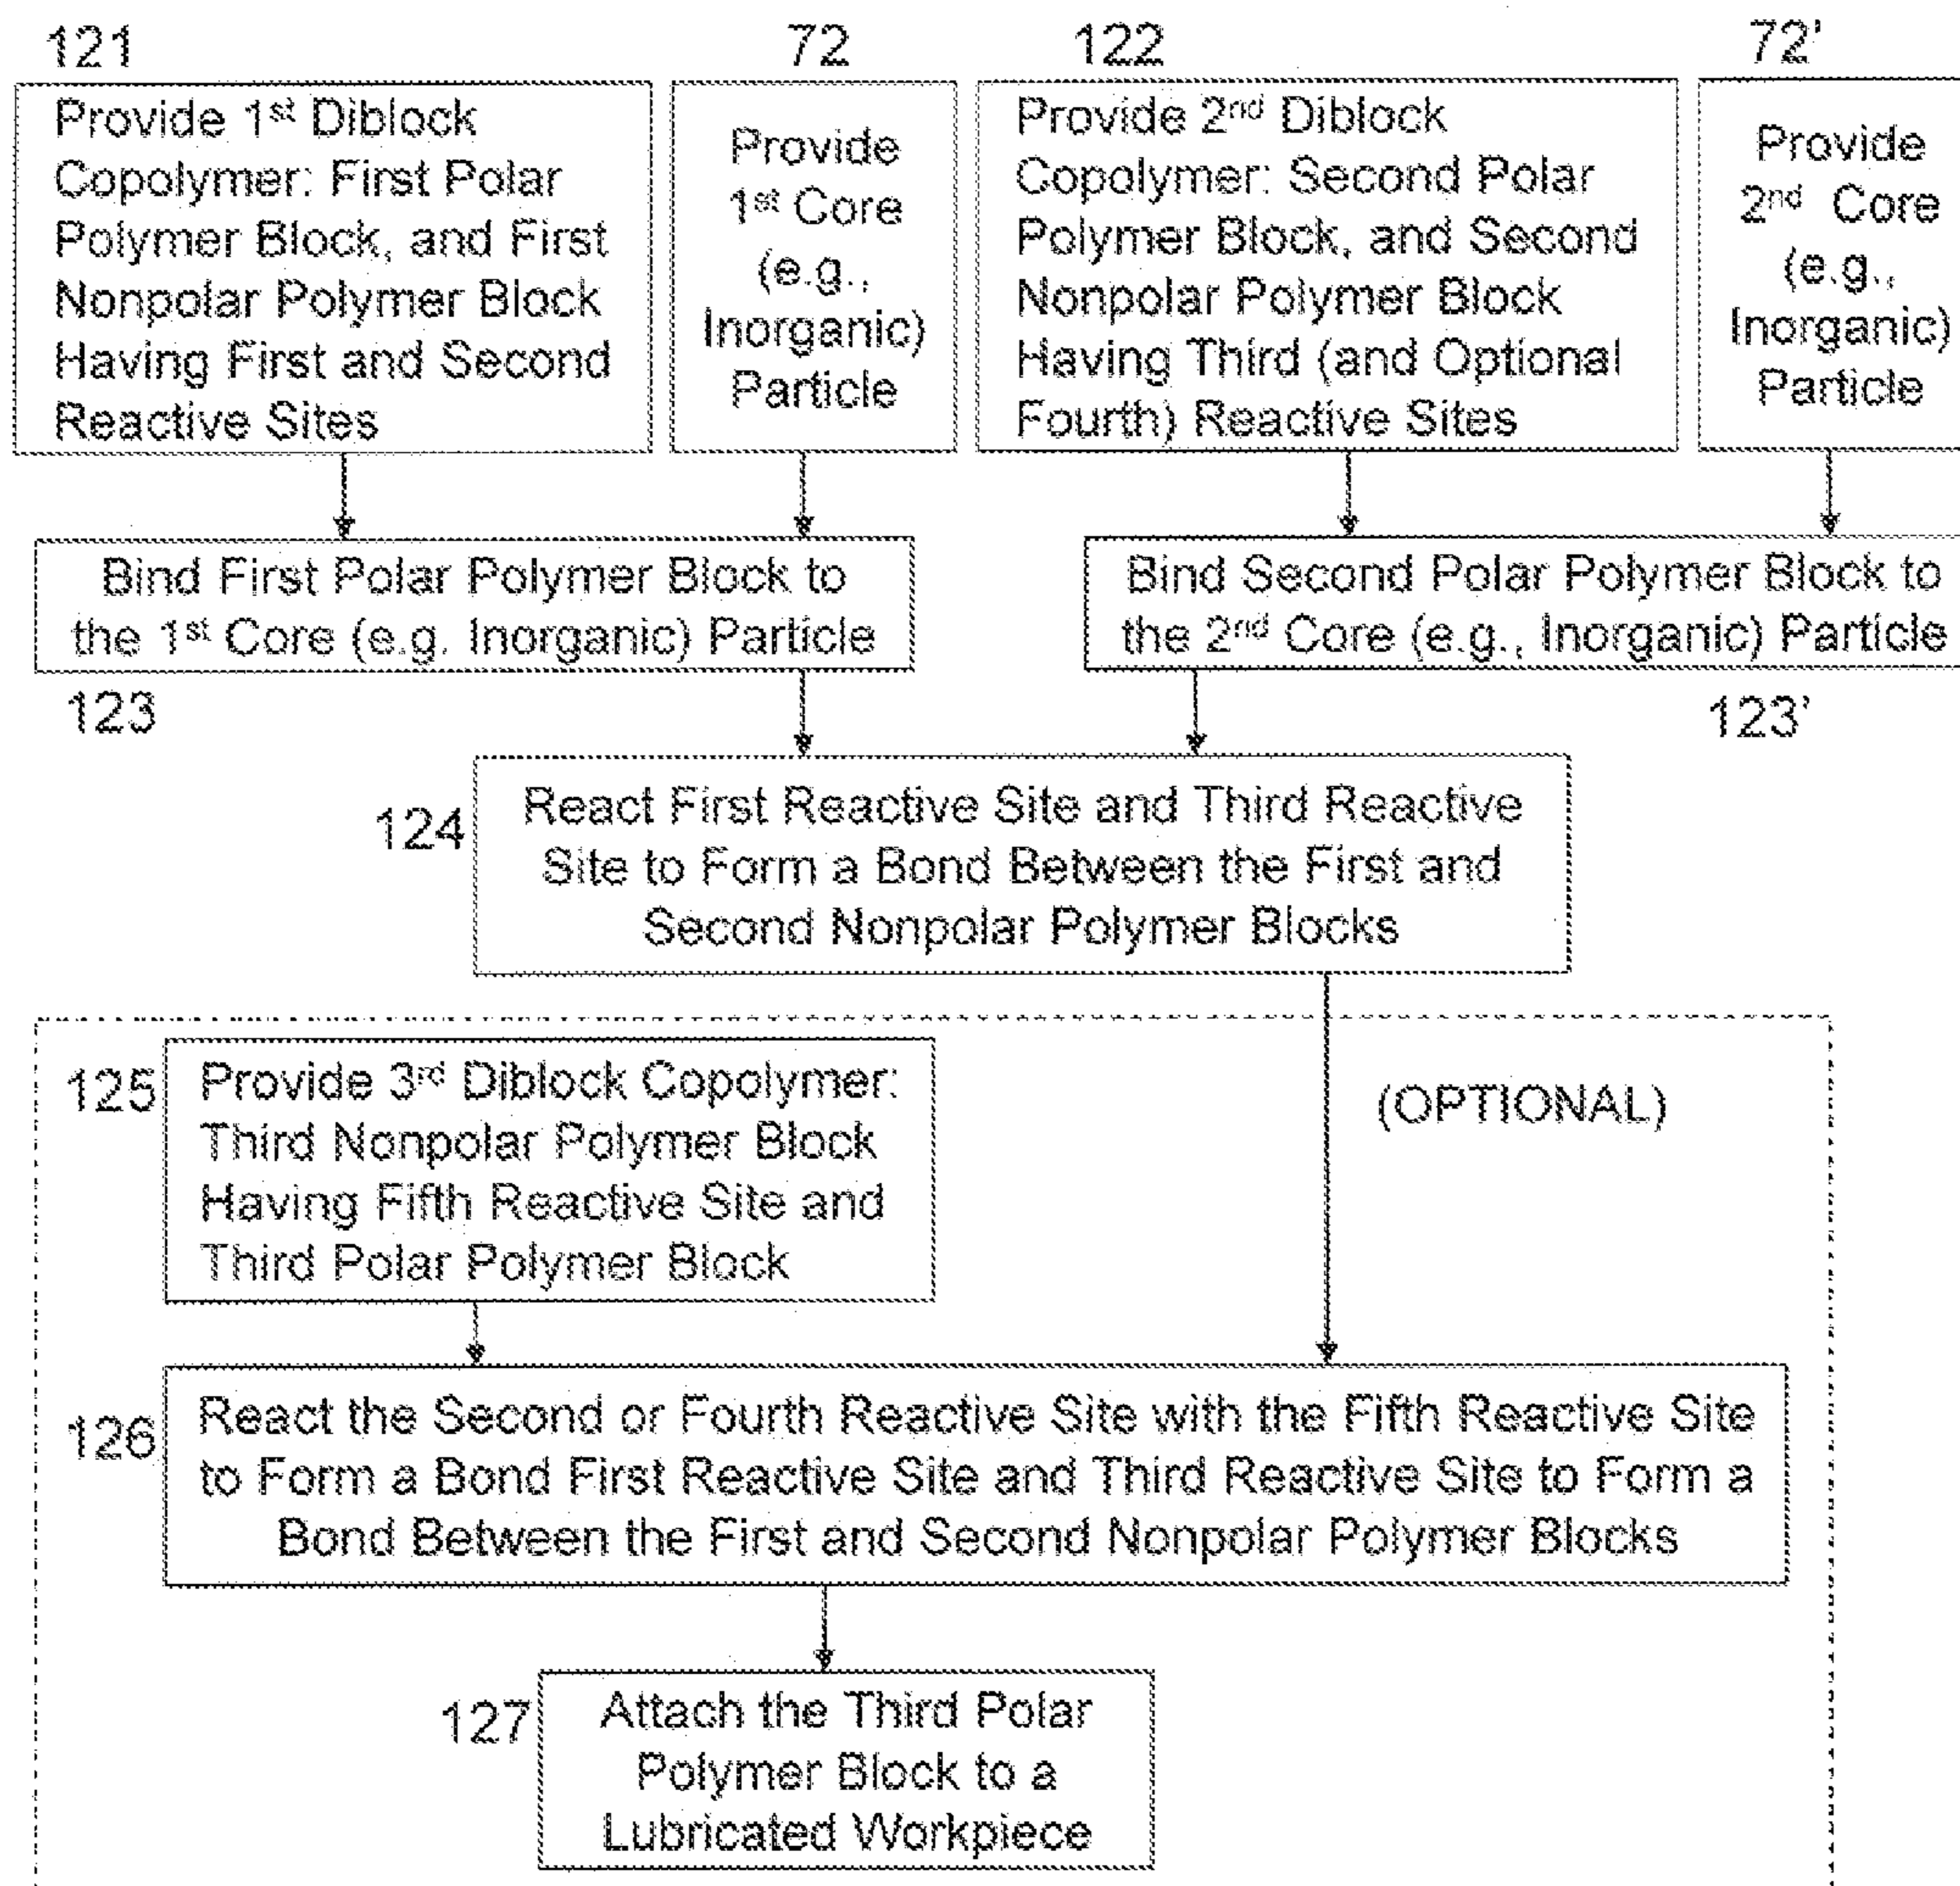 121
72
122
72'
Provide 1st Diblock
Copolymer: First Polar
Polymer Block, and First
Nonpolar Polymer Block
Having First and Second
Reactive Sites
Provide
1st Core
(e.g.,
Inorganic)
Particle
Provide 2nd Diblock
Copolymer: Second Polar
Polymer Block, and Second
Nonpolar Polymer Block
Having Third (and Optional
Fourth) Reactive Sites
Provide
2nd Core
(e.g.,
Inorganic)
Particle
Bind First Polar Polymer Block to
the 1st Core (e.g. Inorganic) Particle
Bind Second Polar Polymer Block to
the 2nd Core (e.g., Inorganic) Particle
123
123'
124
React First Reactive Site and Third Reactive
Site to Form a Bond Between the First and
Second Nonpolar Polymer Blocks
125
Provide 3rd Diblock Copolymer:
Third Nonpolar Polymer Block
Having Fifth Reactive Site and
Third Polar Polymer Block
(OPTIONAL)
126
React the Second or Fourth Reactive Site with the Fifth Reactive Site
to Form a Bond First Reactive Site and Third Reactive Site to Form a
Bond Between the First and Second Nonpolar Polymer Blocks
127
Attach the Third Polar
Polymer Block to a
Lubricated Workpiece